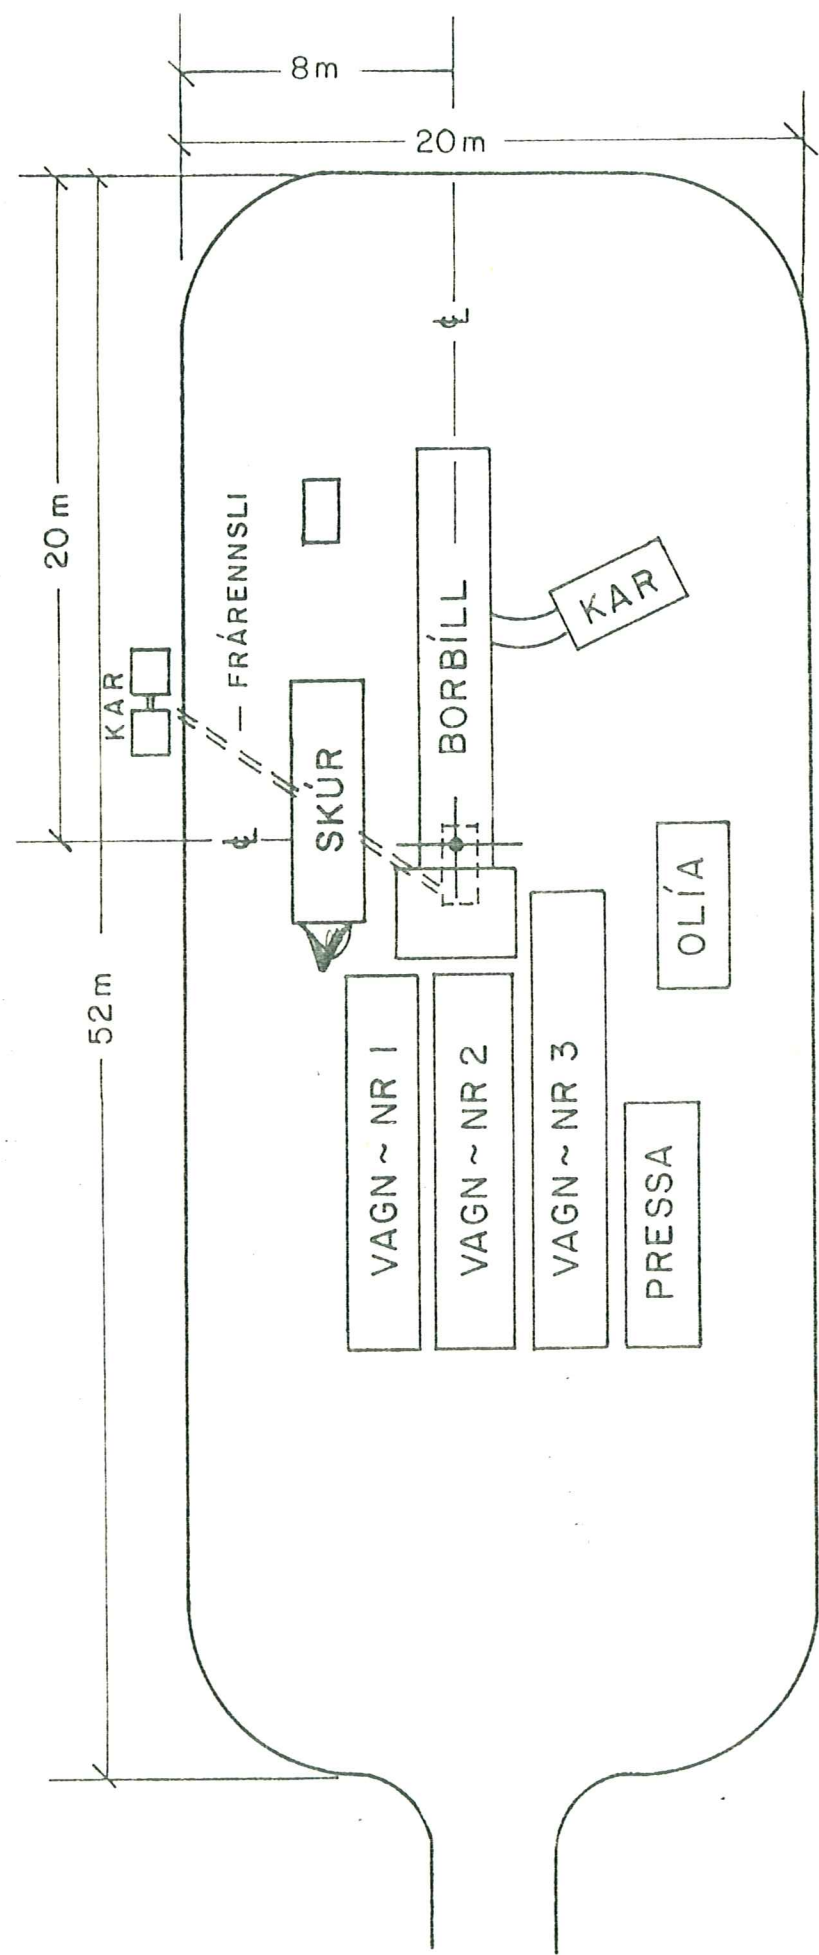 8m
20m
20m
52m
FRÁRENNSLI
KAR
KAR
BORBÍLL
SKÚR
OLÍA
VAGN ~ NR 1
VAGN ~ NR 2
VAGN ~ NR 3
PRESSA